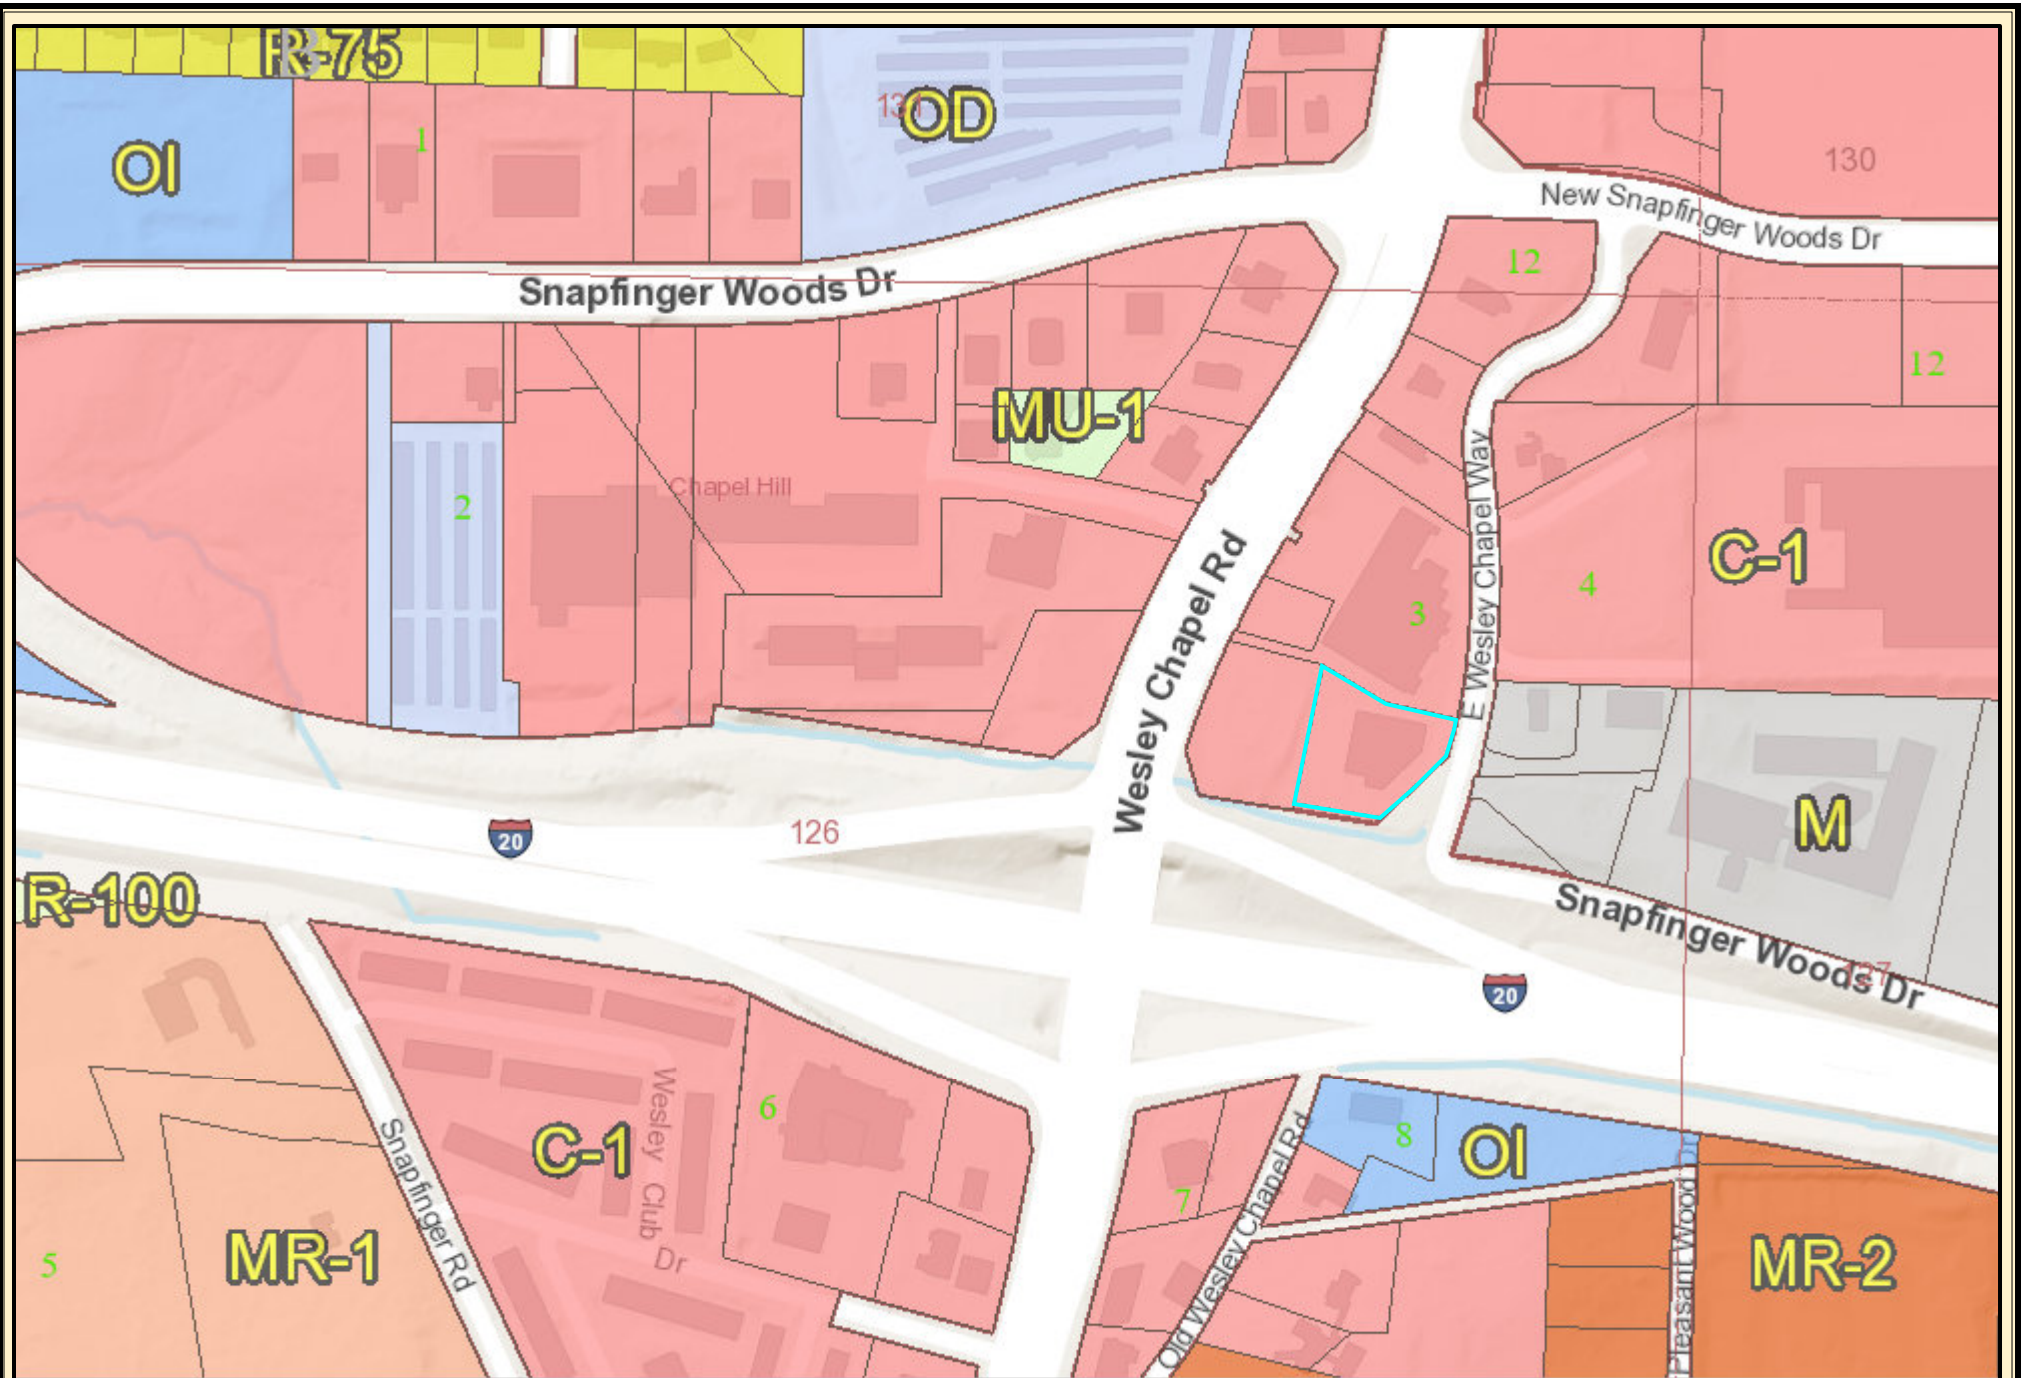 R-75
OI
1
131
OD
130
New Snapfinger Woods Dr
12
Snapfinger Woods Dr
12
MU-1
2
Chapel Hill
E Wesley Chapel Way
C-1
4
3
Wesley Chapel Rd
M
20
126
R-100
Snapfinger Woods Dr
127
20
Wesley Club Dr
6
8
OI
C-1
Snapfinger Rd
7
Old Wesley Chapel Rd
5
MR-1
MR-2
Pleasant Wood Dr